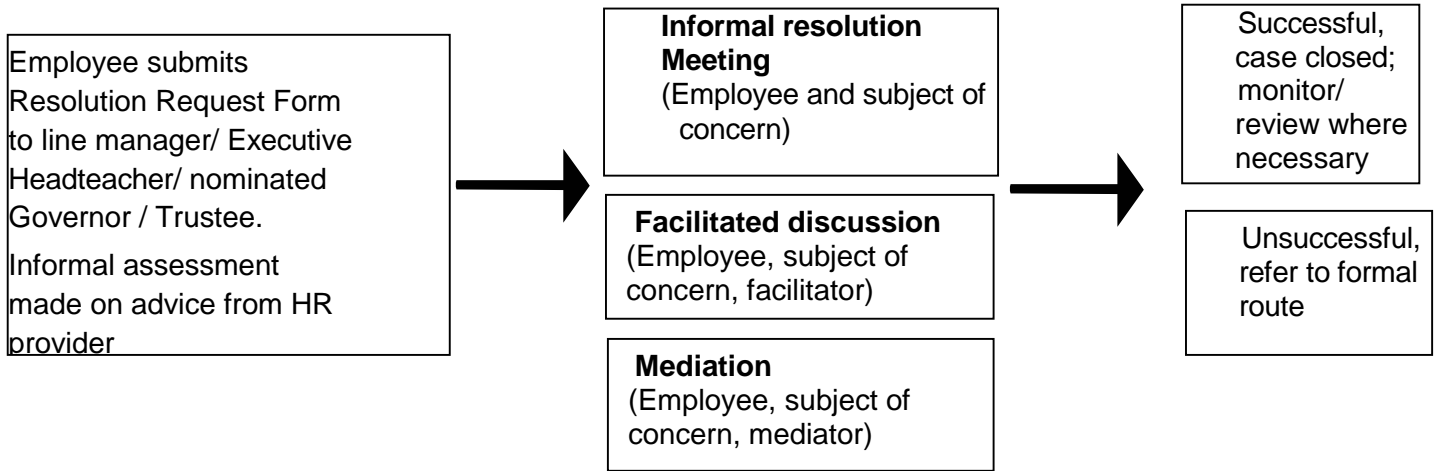 Employee submits
Resolution Request Form
to line manager/ Executive
Headteacher/ nominated
Governor / Trustee.
Informal assessment
made on advice from HR
provider
Informal resolution
Meeting
(Employee and subject of
concern)
Facilitated discussion
(Employee, subject of
concern, facilitator)
Mediation
(Employee, subject of
concern, mediator)
Successful,
case closed;
monitor/
review where
necessary
Unsuccessful,
refer to formal
route